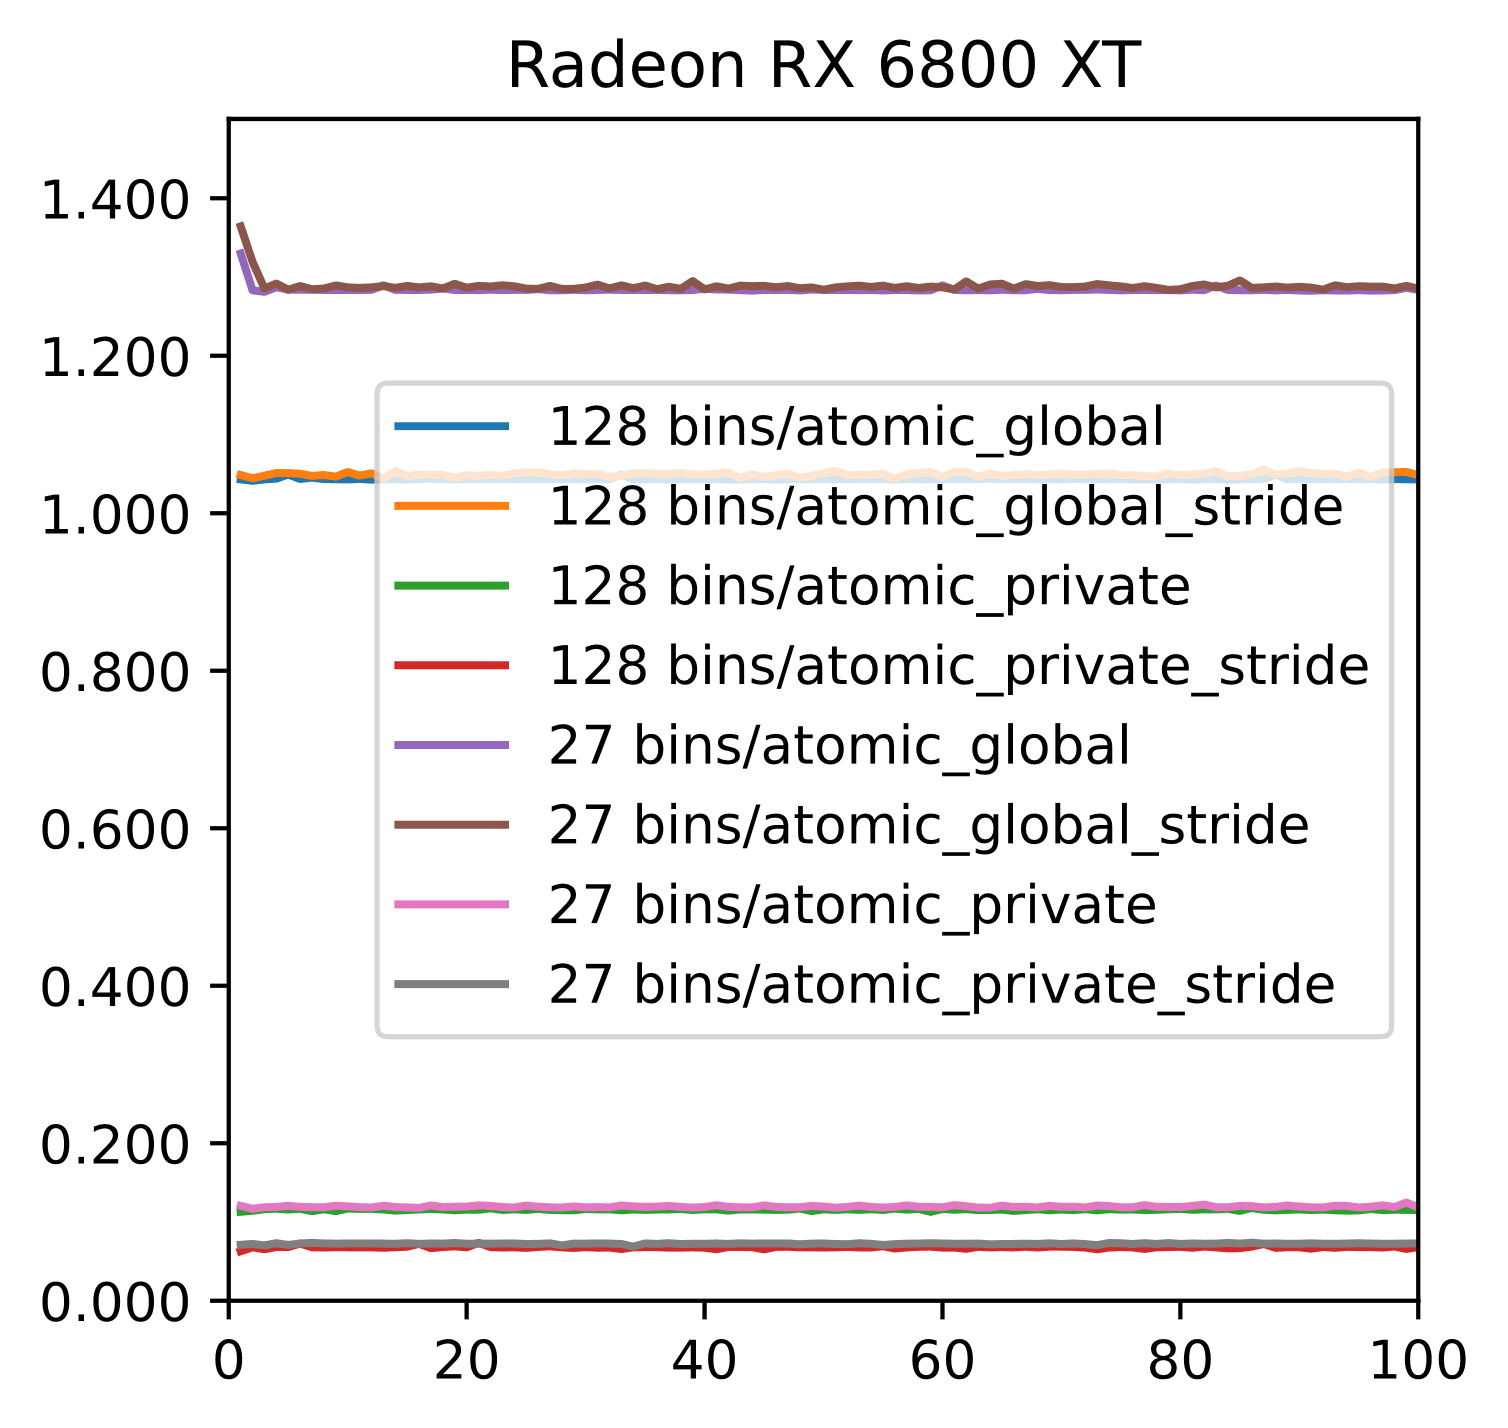 Radeon RX 6800 XT
1.400
1.200
1.000
0.800
0.600
0.400
0.200
0.000
128 bins/atomic_global
128 bins/atomic_global_stride
128 bins/atomic_private
128 bins/atomic_private_stride
27 bins/atomic_global
27 bins/atomic_global_stride
27 bins/atomic_private
27 bins/atomic_private_stride
0 20 40 60 80 100